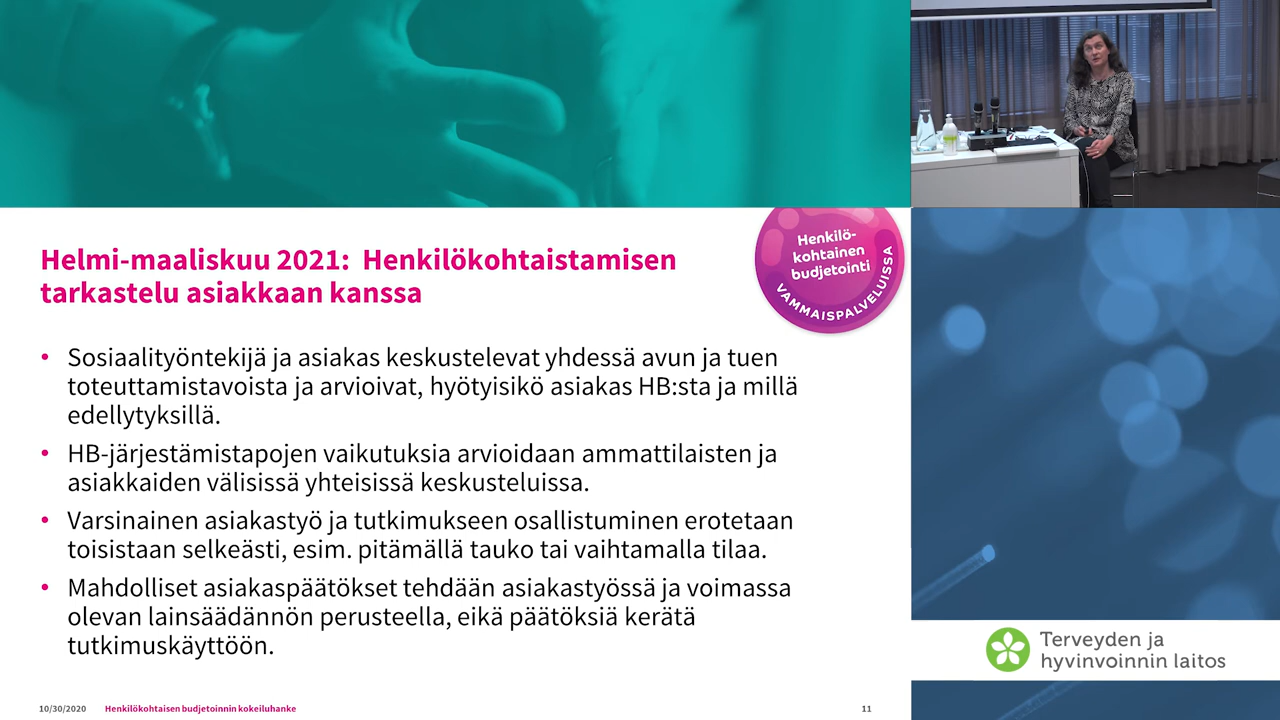 Henkilö-
kohtainen
budjetointi
VAMMAISPALVELUISSA
Helmi-maaliskuu 2021: Henkilökohtaistamisen
tarkastelu asiakkaan kanssa
• Sosiaalityöntekijä ja asiakas keskustelevat yhdessä avun ja tuen
toteuttamistavoista ja arvioivat, hyötyisikö asiakas HB:sta ja millä
edellytyksillä.
• HB-järjestämistapojen vaikutuksia arvioidaan ammattilaisten ja
asiakkaiden välisissä yhteisissä keskusteluissa.
• Varsinainen asiakastyö ja tutkimukseen osallistuminen erotetaan
toisistaan selkeästi, esim. pitämällä tauko tai vaihtamalla tilaa.
• Mahdolliset asiakaspäätökset tehdään asiakastyössä ja voimassa
olevan lainsäädännön perusteella, eikä päätöksiä kerätä
tutkimuskäyttöön.
10/30/2020 Henkilökohtaisen budjetoinnin kokeiluhanke 11
Terveyden ja
hyvinvoinnin laitos